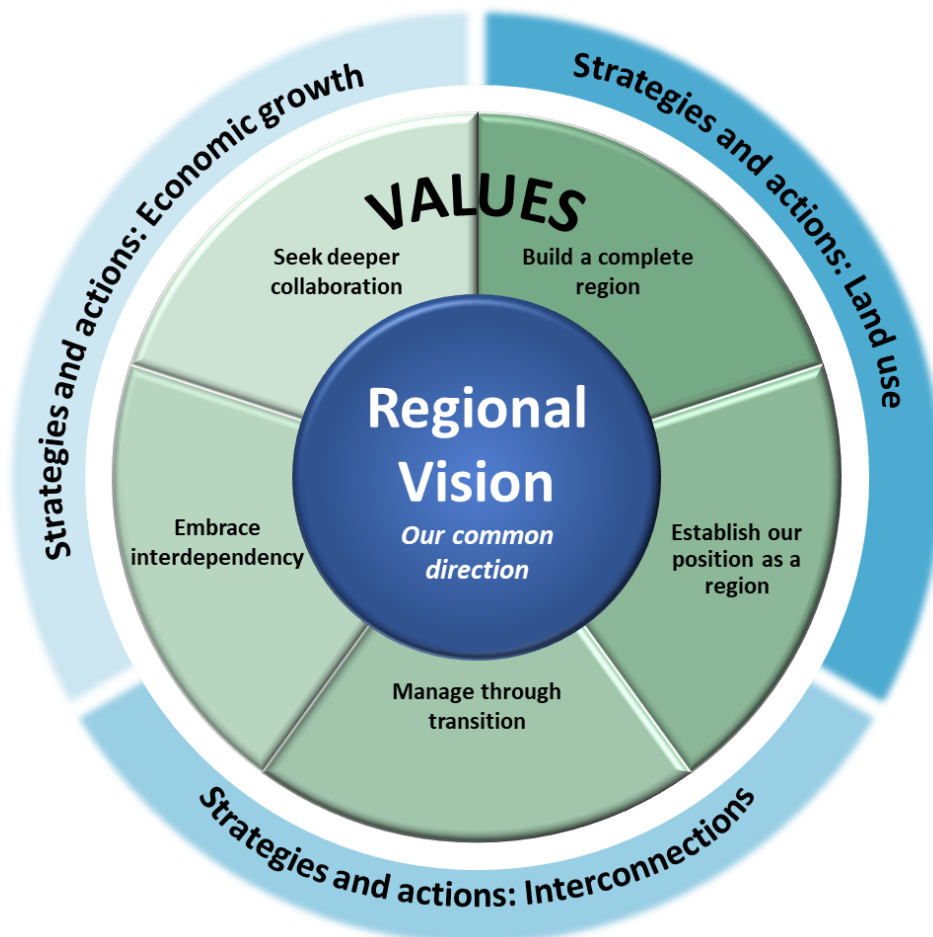 Strategies and actions: Economic growth
Strategies and actions: Land use
VALUES
Seek deeper
collaboration
Build a complete
region
Regional
Vision
Our common
direction
Embrace
interdependency
Establish our
position as a
region
Manage through
transition
Strategies and actions: Interconnections